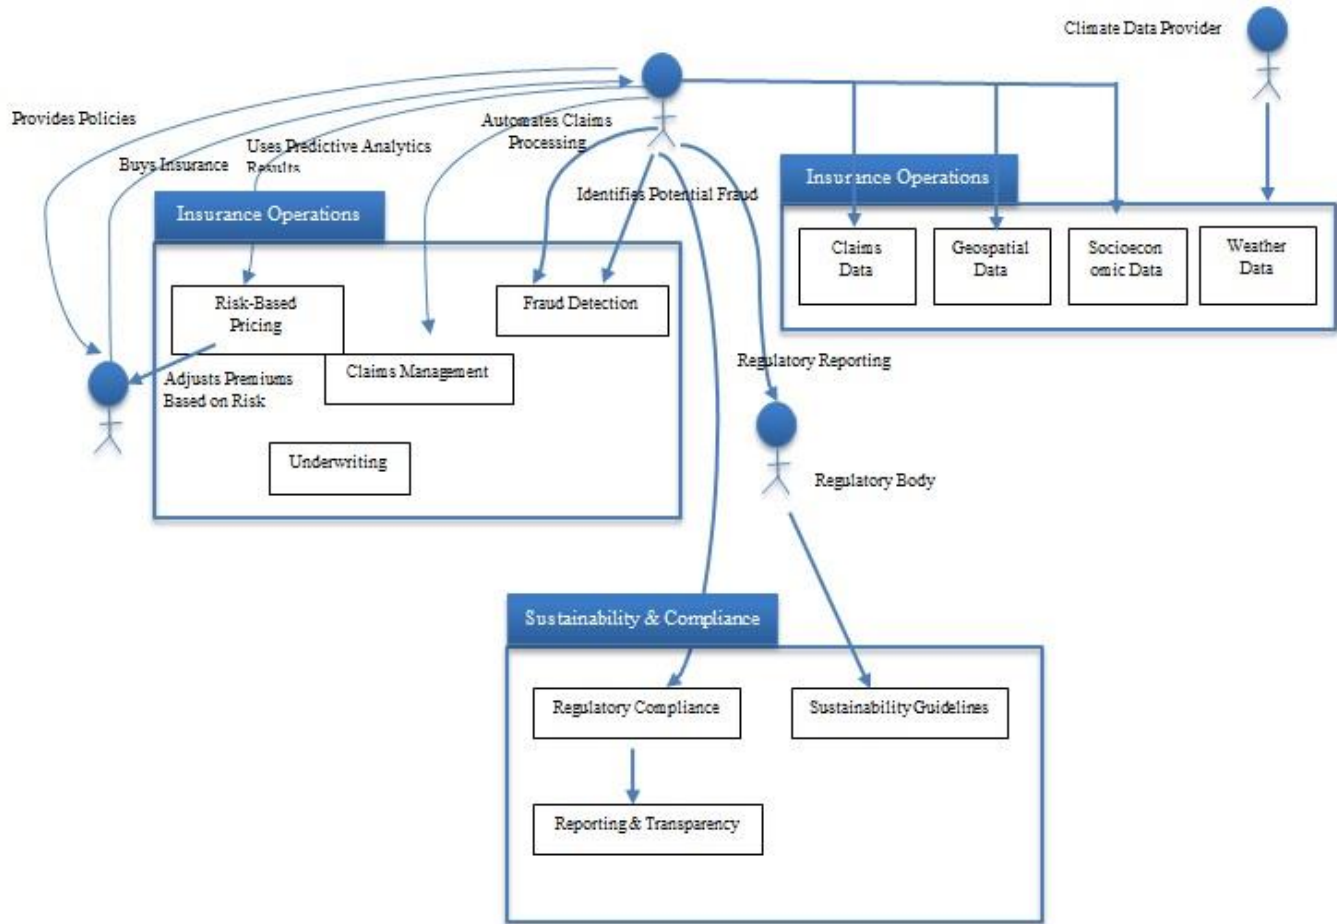 Climate Data Provider
Provides Policies
Buys Insurance
Uses Predictive Analytics
Results
Automates Claims
Processing
Identifies Potential Fraud
Insurance Operations
Claims
Data
Geospatial
Data
Socioecon
omic Data
Weather
Data
Insurance Operations
Risk-Based
Pricing
Fraud Detection
Claims Management
Adjusts Premiums
Based on Risk
Underwriting
Regulatory Reporting
Regulatory Body
Sustainability & Compliance
Regulatory Compliance
Sustainability Guidelines
Reporting & Transparency